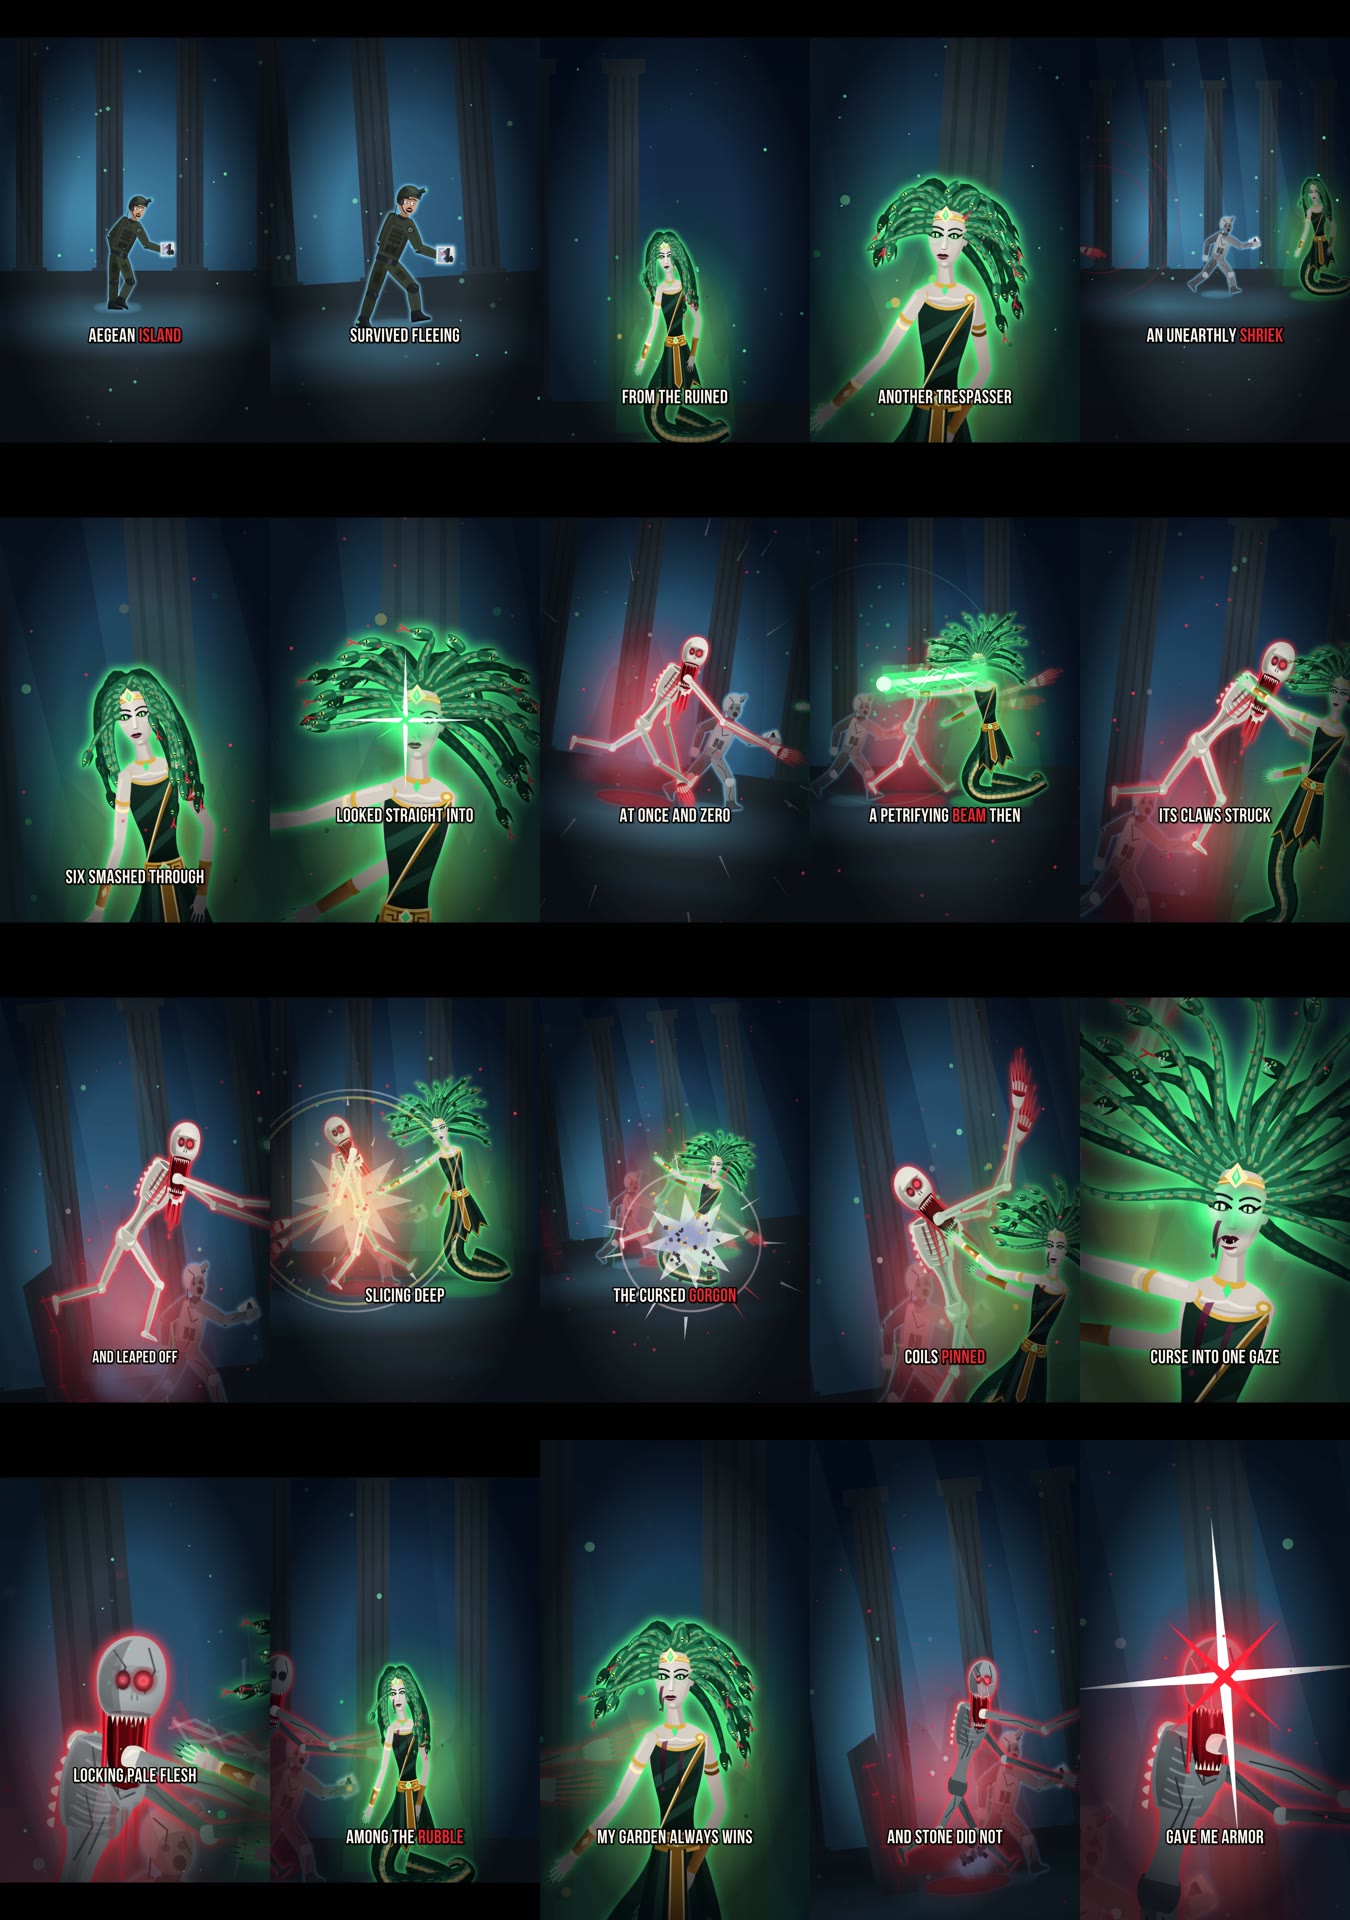 AEGEAN ISLAND
SURVIVED FLEEING
FROM THE RUINED
ANOTHER TRESPASSER
AN UNEARTHLY SHRIEK
SIX SMASHED THROUGH
LOOKED STRAIGHT INTO
AT ONCE AND ZERO
A PETRIFYING BEAM THEN
ITS CLAWS STRUCK
AND LEAPED OFF
SLICING DEEP
THE CURSED GORGON
COILS PINNED
CURSE INTO ONE GAZE
LOCKING PALE FLESH
AMONG THE RUBBLE
MY GARDEN ALWAYS WINS
AND STONE DID NOT
GAVE ME ARMOR